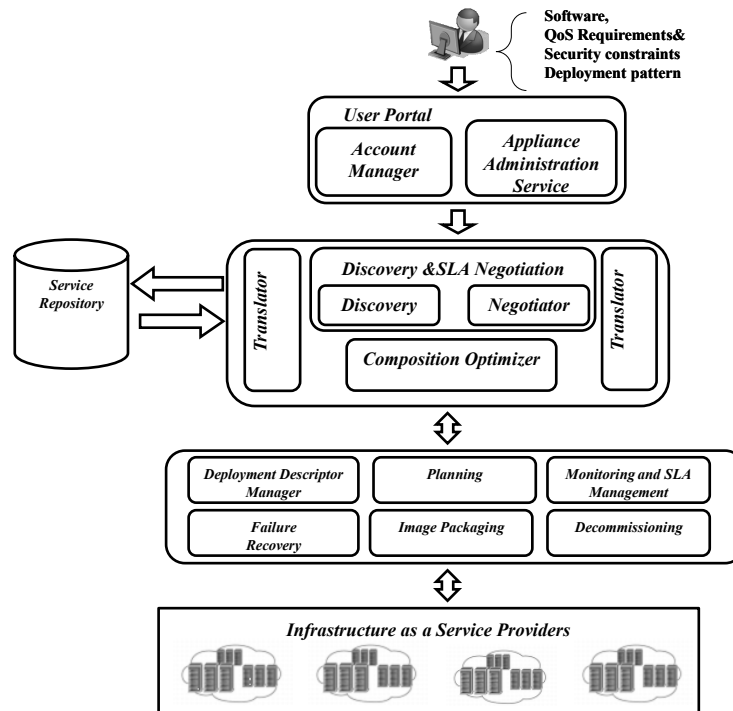 Software,
QoS Requirements&
Security constraints
Deployment pattern
User Portal
Account
Manager
Appliance
Administration
Service
Service
Repository
Translator
Discovery &SLA Negotiation
Discovery
Negotiator
Composition Optimizer
Translator
Deployment Descriptor
Manager
Planning
Monitoring and SLA
Management
Failure
Recovery
Image Packaging
Decommissioning
Infrastructure as a Service Providers